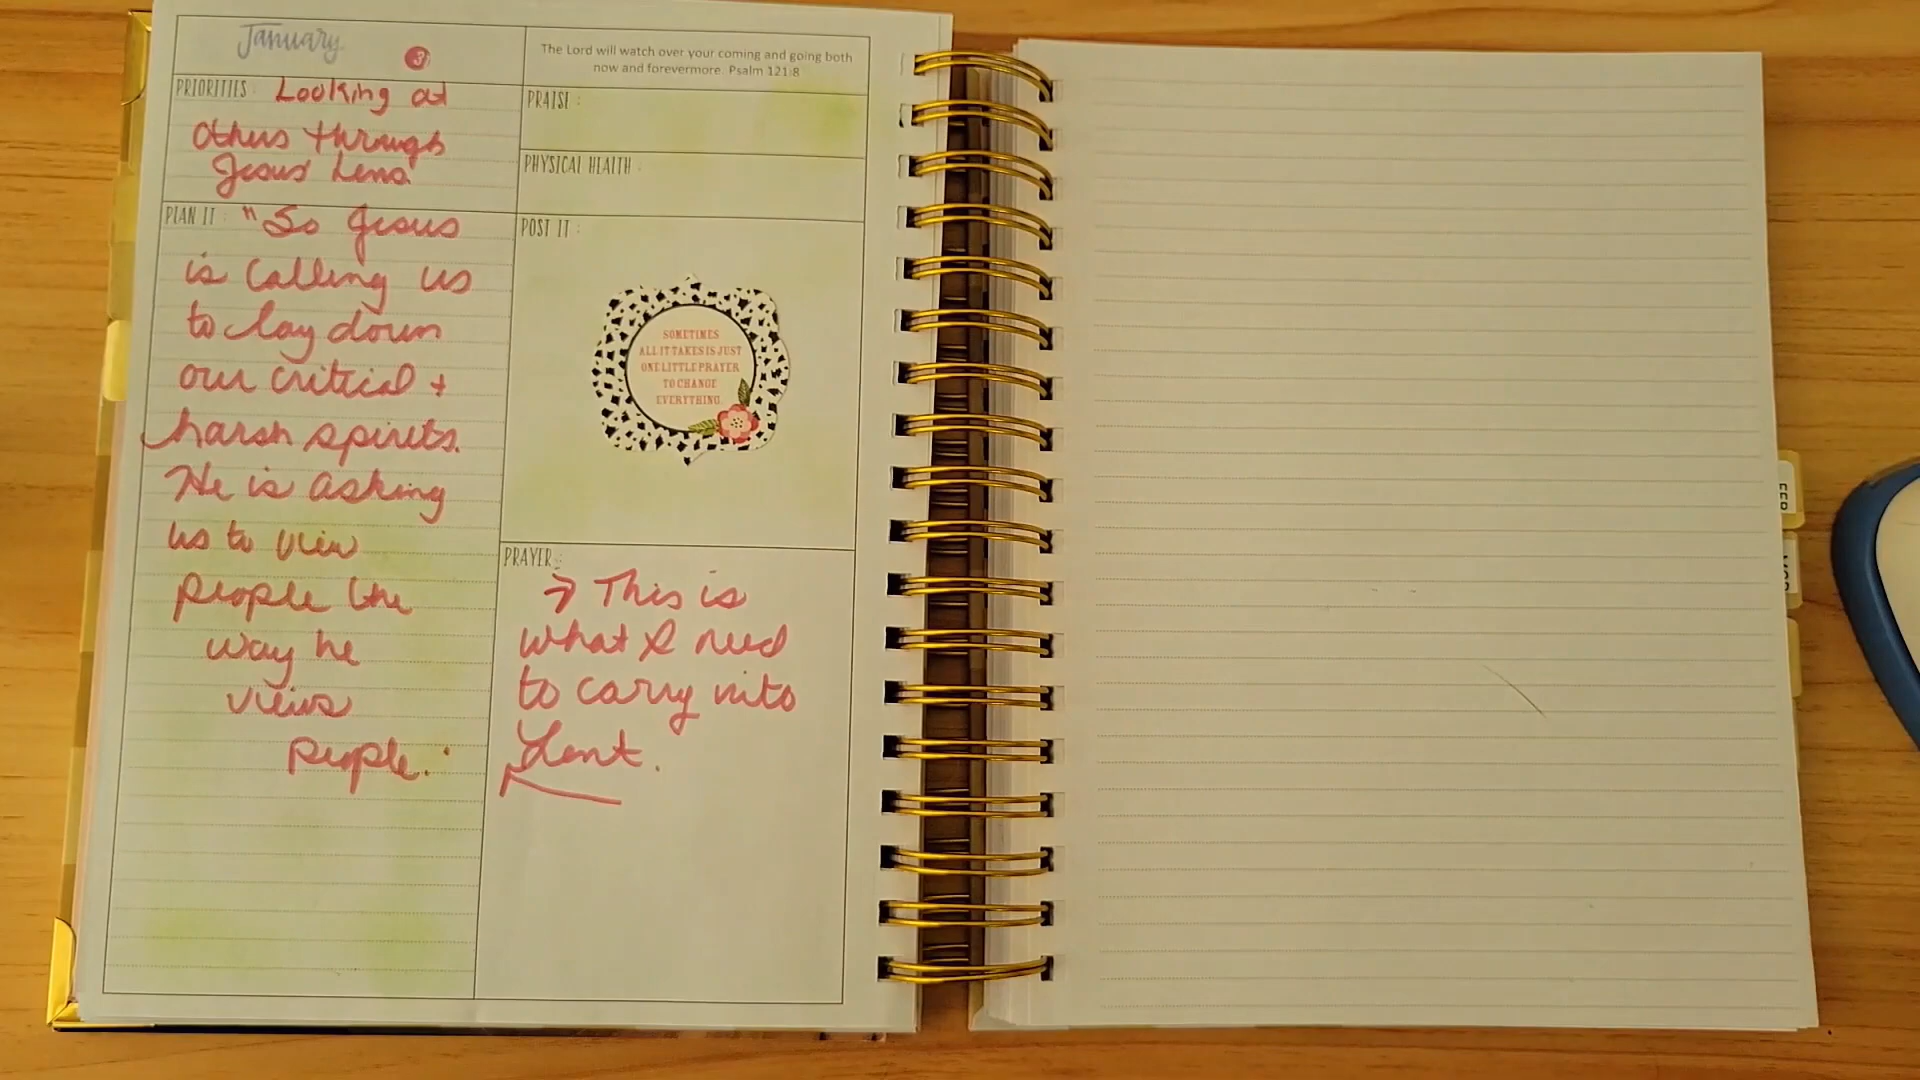 January
3
PRIORITIES: Looking at
others through
Jesus' Lens
PLAN IT: "So Jesus
is calling us
to lay down
our critical +
harsh spirits.
He is asking
us to view
people the
way he
views
people.
The Lord will watch over your coming and going both
now and forevermore. Psalm 121:8
PRAISE:
PHYSICAL HEALTH:
POST IT:
SOMETIMES
ALL IT TAKES IS JUST
ONE LITTLE PRAYER
TO CHANGE
EVERYTHING.
PRAYER:
→ This is
what I need
to carry into
Lent.
FEB